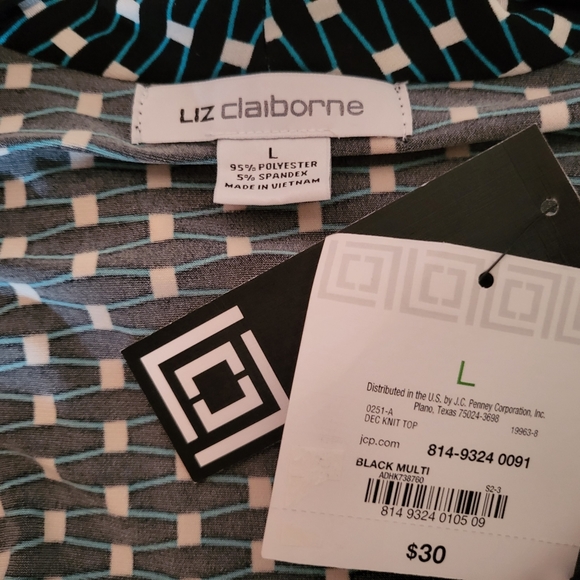 LIZ claiborne
L
95% POLYESTER
5% SPANDEX
MADE IN VIETNAM
L
Distributed in the U.S. by J.C. Penney Corporation, Inc.
Plano, Texas 75024-3698
0251-A 19963-8
DEC KNIT TOP
jcp.com 814-9324 0091
BLACK MULTI
ADHK738760 S2-3
814 9324 0105 09
$30